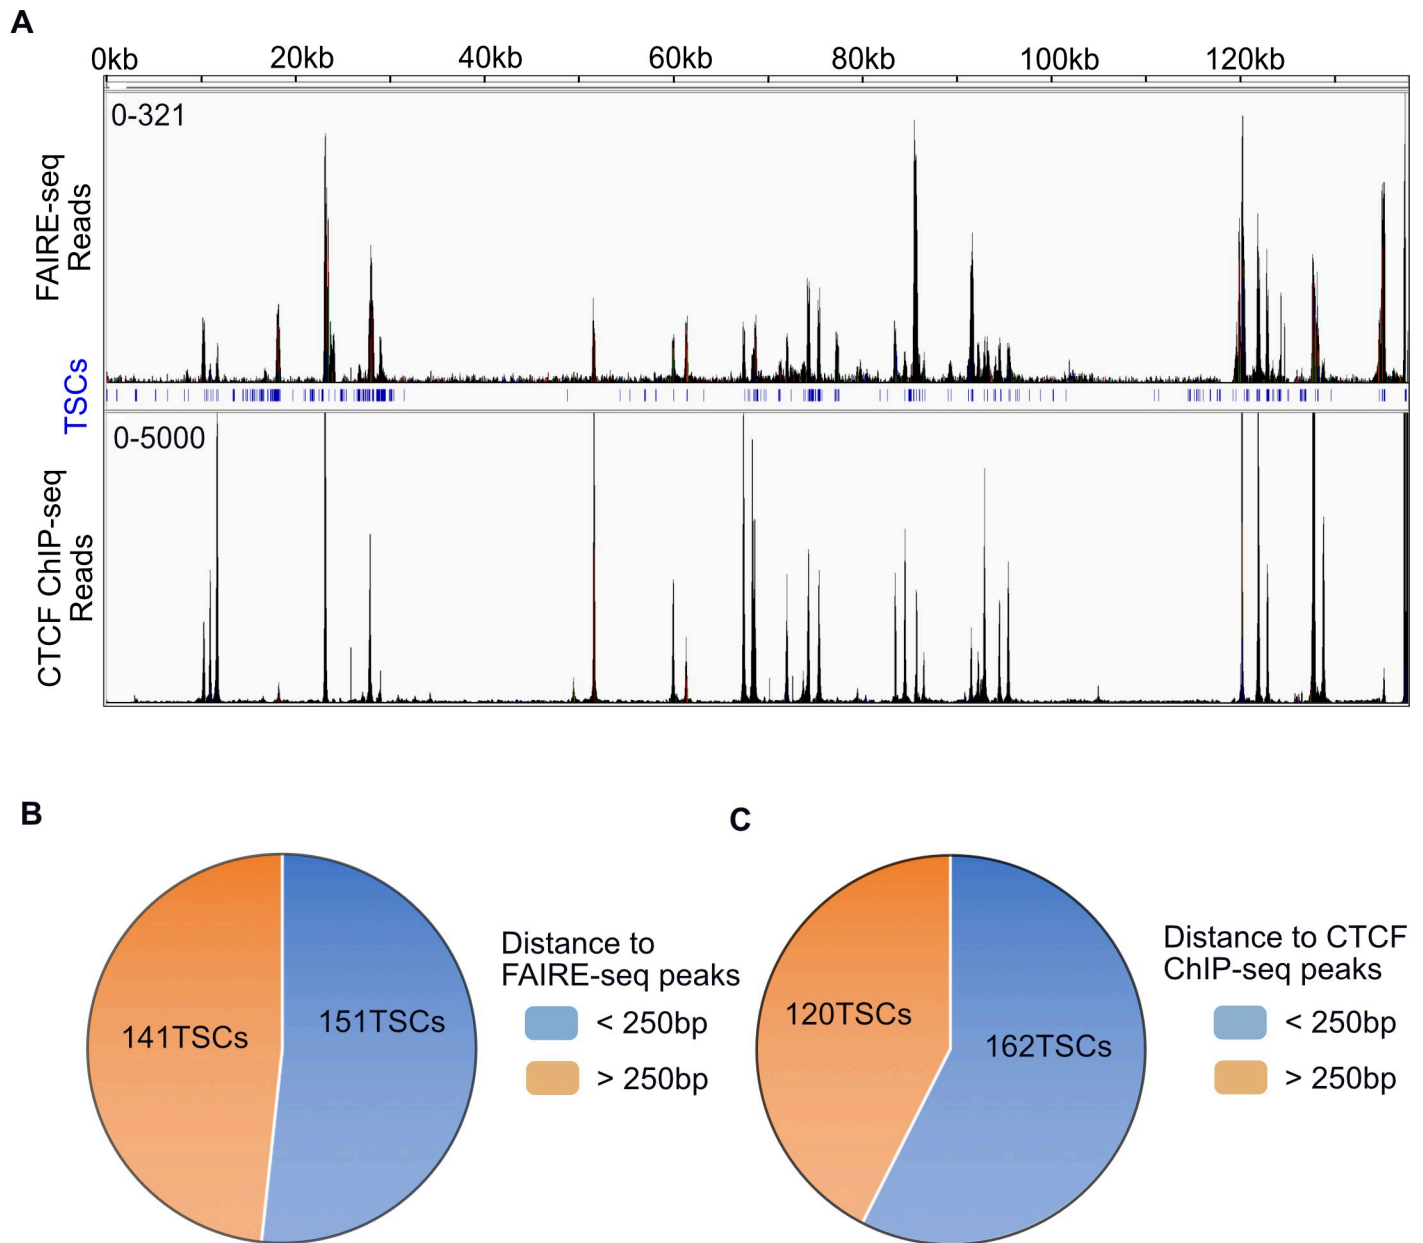 A
0kb 20kb 40kb 60kb 80kb 100kb 120kb
0-321
FAIRE-seq
Reads
TSCs
0-5000
CTCF ChIP-seq
Reads
B
141TSCs
151TSCs
Distance to
FAIRE-seq peaks
< 250bp
> 250bp
C
120TSCs
162TSCs
Distance to CTCF
ChIP-seq peaks
< 250bp
> 250bp